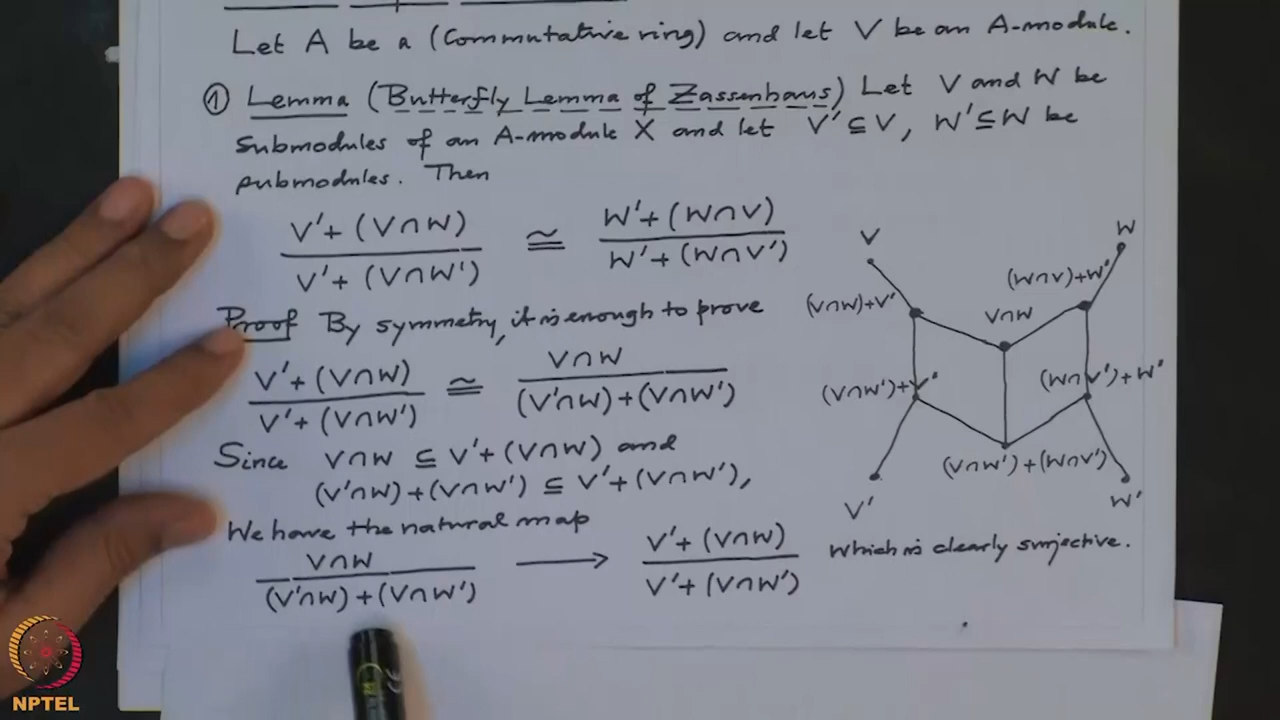 Let A be a (Commutative ring) and let V be an A-module.
① Lemma (Butterfly Lemma of Zassenhaus) Let V and W be
submodules of an A-module X and let V' ⊆ V, W' ⊆ W be
submodules. Then
V'+(V∩W) / V'+(V∩W') ≅ W'+(W∩V) / W'+(W∩V')
Proof By symmetry, it is enough to prove
V'+(V∩W) / V'+(V∩W') ≅ V∩W / (V'∩W)+(V∩W')
Since V∩W ⊆ V'+(V∩W) and
(V'∩W)+(V∩W') ⊆ V'+(V∩W'),
We have the natural map
V∩W / (V'∩W)+(V∩W') → V'+(V∩W) / V'+(V∩W') which is clearly surjective.
V
W
(W∩V)+W'
(V∩W)+V'
V∩W
(V∩W')+V'
(W∩V')+W'
(V∩W')+(W∩V')
V'
W'
NPTEL